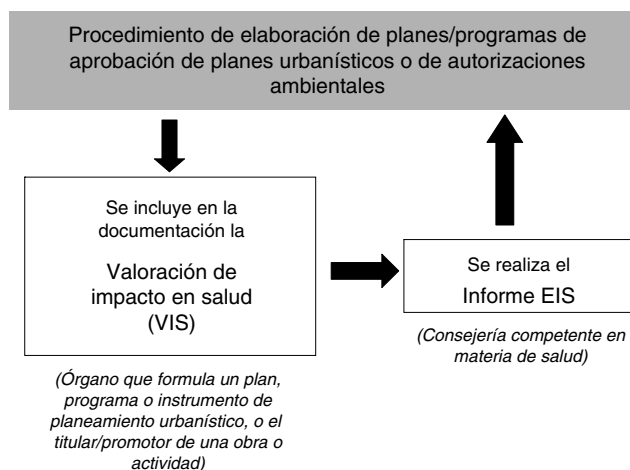 Procedimiento de elaboración de planes/programas de
aprobación de planes urbanísticos o de autorizaciones
ambientales
Se incluye en la
documentación la
Valoración de
impacto en salud
(VIS)
(Órgano que formula un plan,
programa o instrumento de
planeamiento urbanístico, o el
titular/promotor de una obra o
actividad)
Se realiza el
Informe EIS
(Consejería competente en
materia de salud)